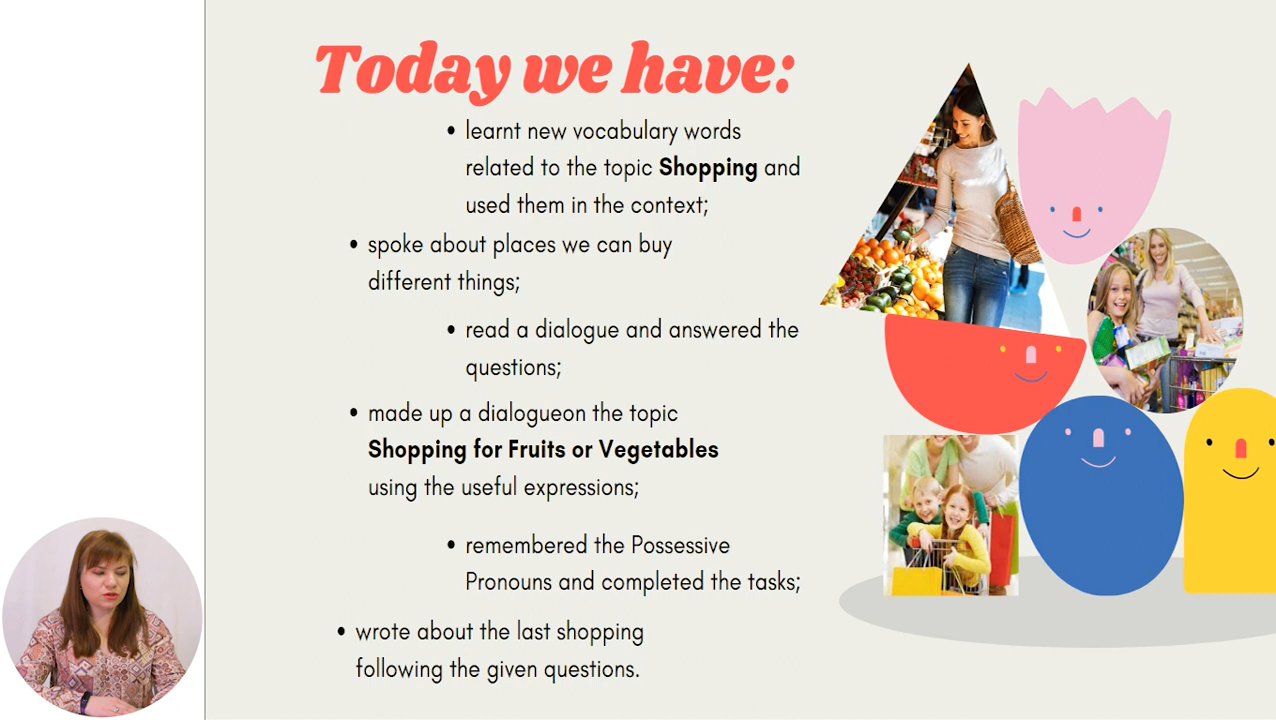 Today we have:
learnt new vocabulary words
related to the topic Shopping and
used them in the context;
spoke about places we can buy
different things;
read a dialogue and answered the
questions;
made up a dialogueon the topic
Shopping for Fruits or Vegetables
using the useful expressions;
remembered the Possessive
Pronouns and completed the tasks;
wrote about the last shopping
following the given questions.